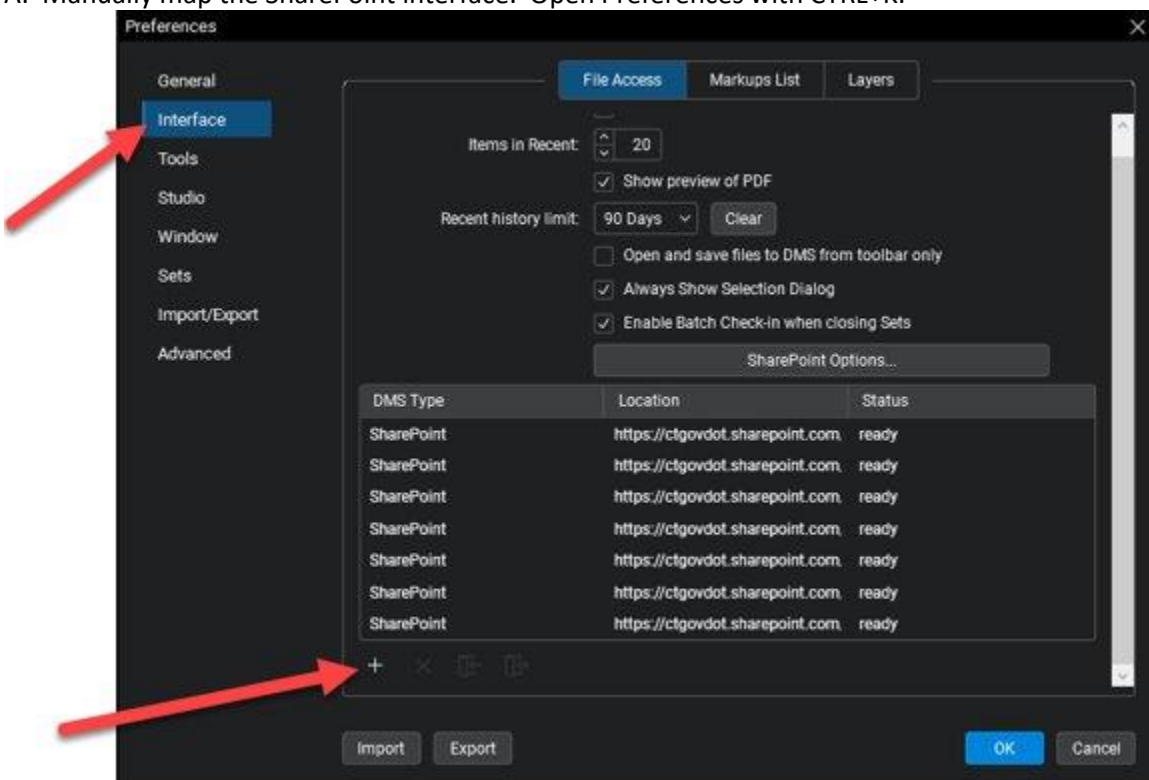 A. Manually map the SharePoint interface. Open Preferences with CTRL+K.
Preferences
General
Interface
Tools
Studio
Window
Sets
Import/Export
Advanced
File Access Markups List Layers
Items in Recent: 20
Show preview of PDF
Recent history limit: 90 Days Clear
Open and save files to DMS from toolbar only
Always Show Selection Dialog
Enable Batch Check-in when closing Sets
SharePoint Options...
DMS Type Location Status
SharePoint https://ctgovdot.sharepoint.com, ready
SharePoint https://ctgovdot.sharepoint.com, ready
SharePoint https://ctgovdot.sharepoint.com, ready
SharePoint https://ctgovdot.sharepoint.com, ready
SharePoint https://ctgovdot.sharepoint.com, ready
SharePoint https://ctgovdot.sharepoint.com, ready
SharePoint https://ctgovdot.sharepoint.com, ready
Import Export OK Cancel